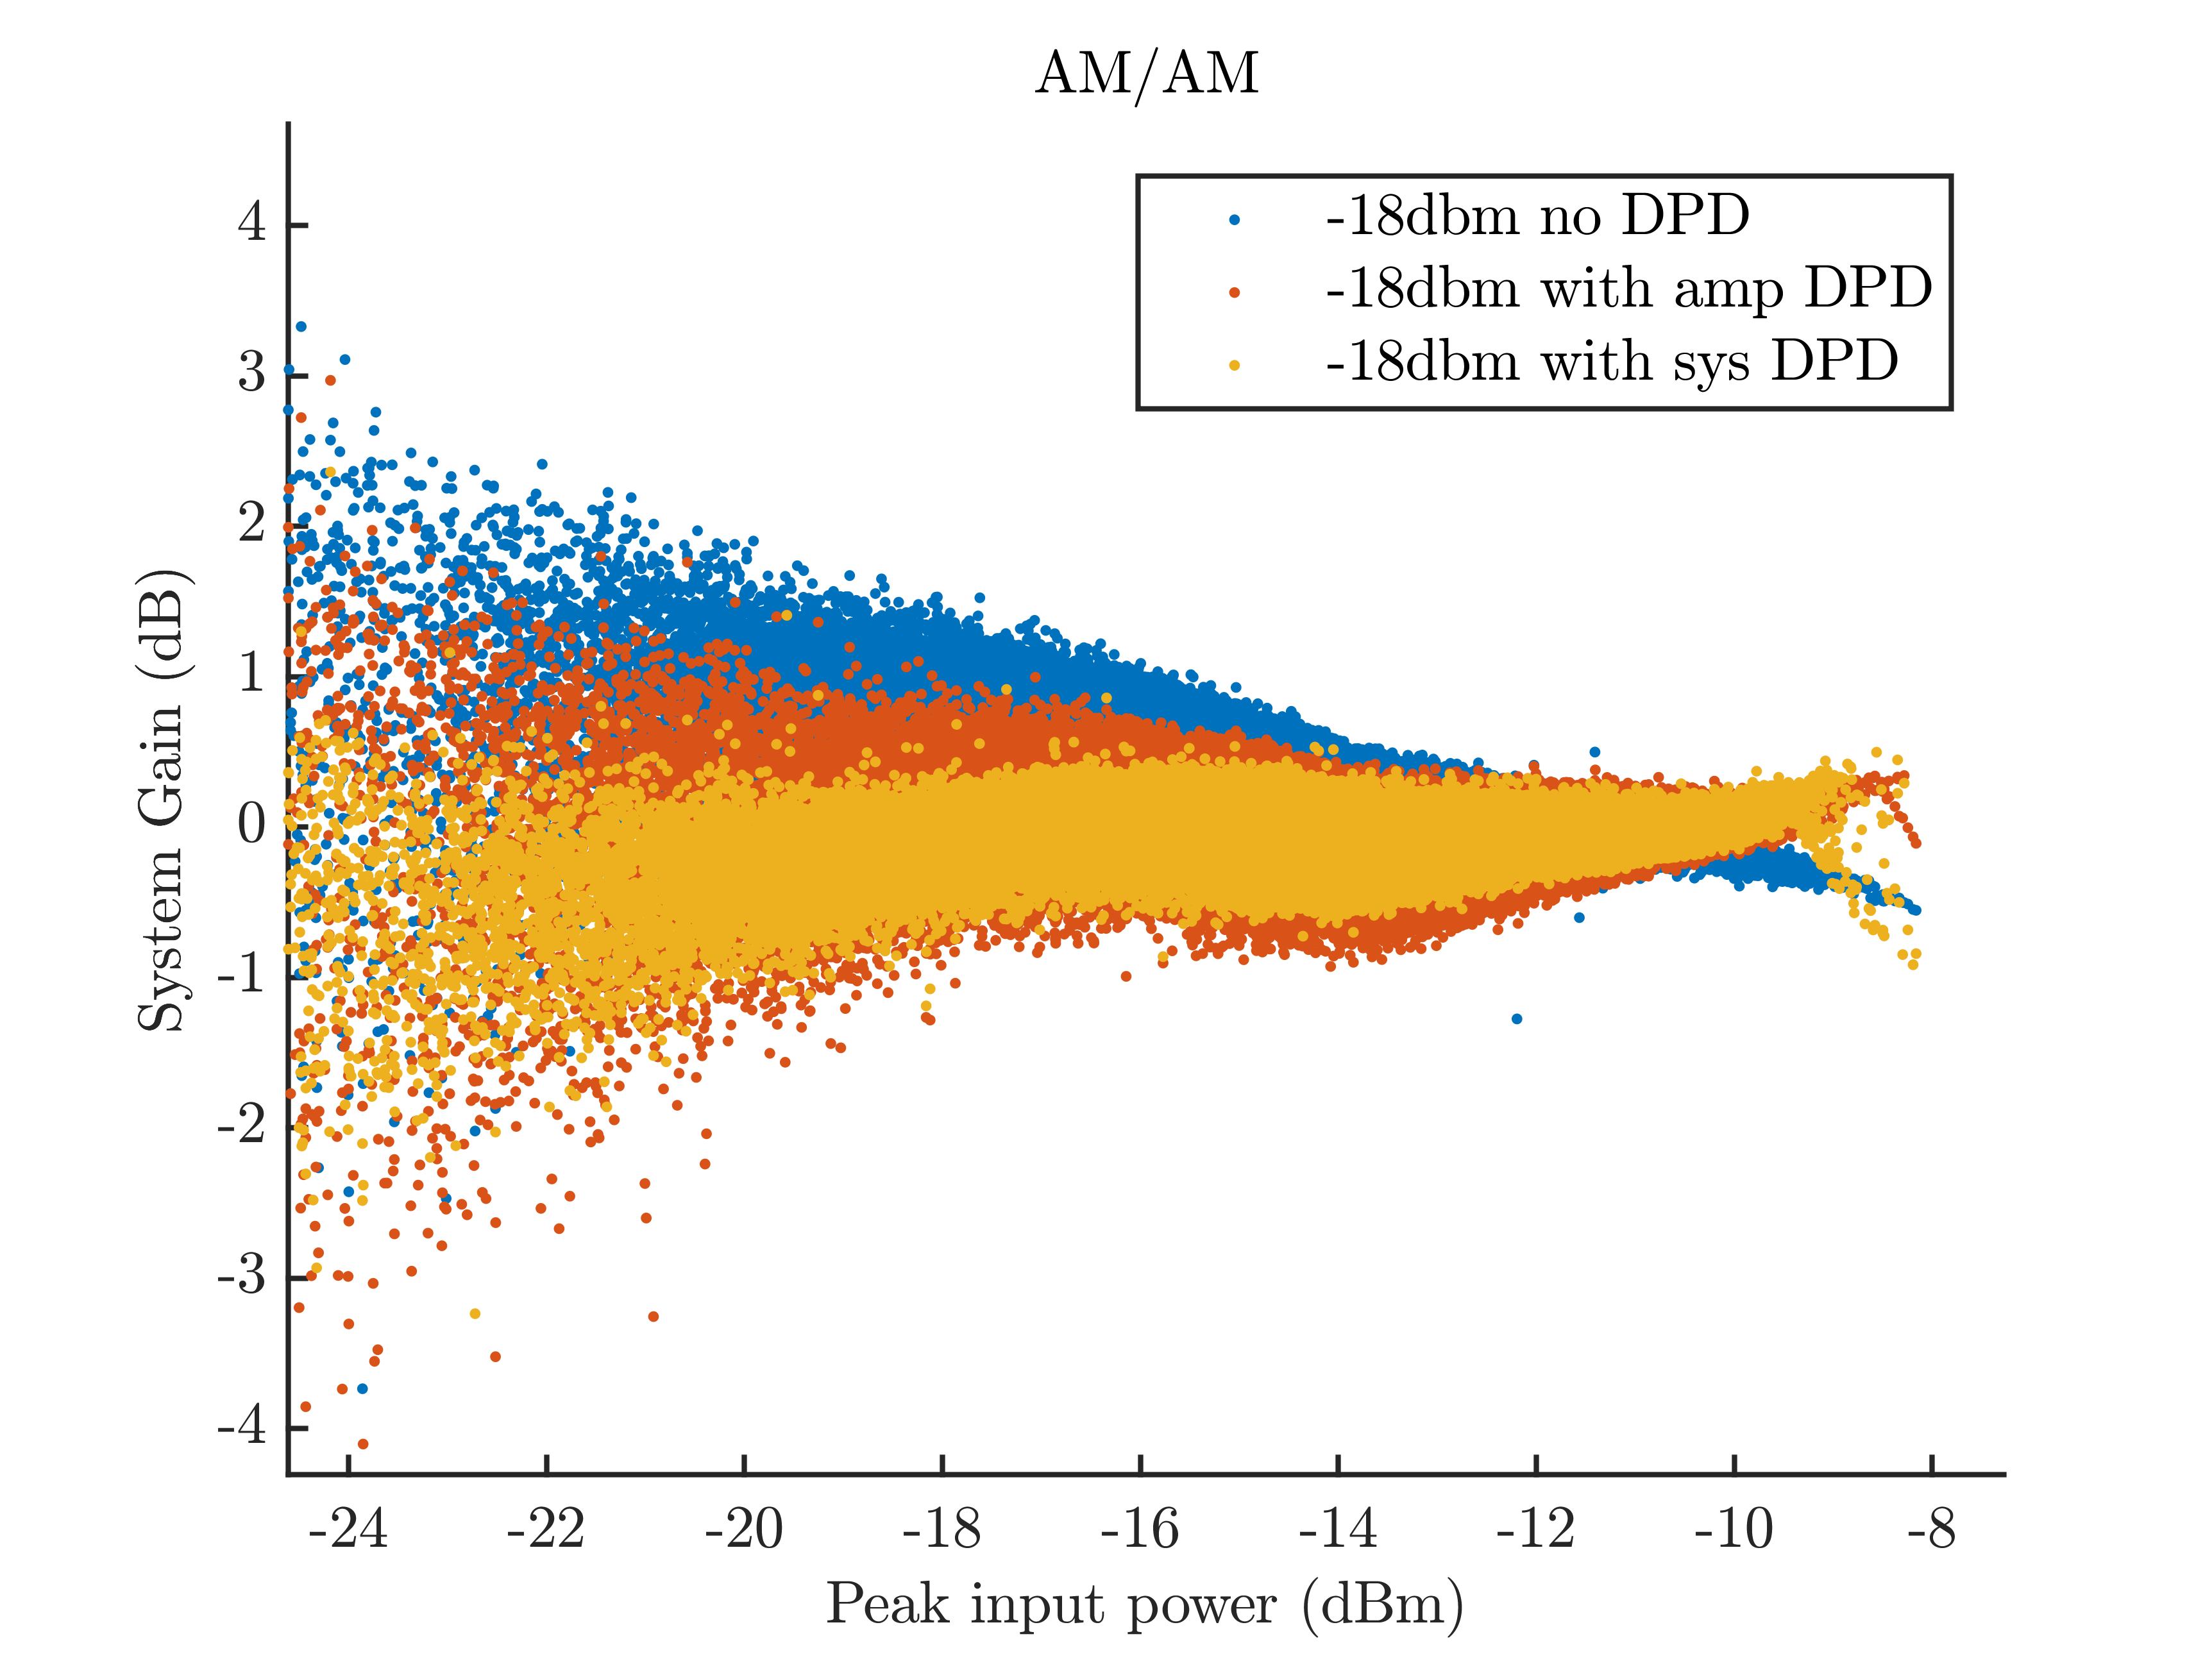 AM/AM
-18dbm no DPD
-18dbm with amp DPD
-18dbm with sys DPD
System Gain (dB)
4
3
2
1
0
-1
-2
-3
-4
-24 -22 -20 -18 -16 -14 -12 -10 -8
Peak input power (dBm)